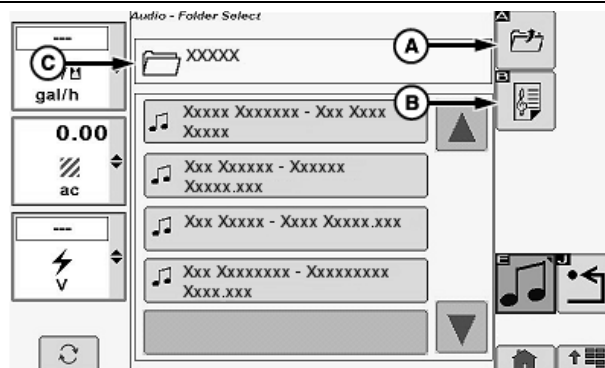 Audio - Folder Select
---
gal/h
0.00
ac
---
V
C
XXXXX
A
B
Xxxxx Xxxxxxx - Xxx Xxxx
Xxxxx
Xxx Xxxxxx - Xxxxxx
Xxxxx.xxx
Xxx Xxxxx - Xxxx Xxxxx.xxx
Xxx Xxxxxxxx - Xxxxxxxxx
Xxxx.xxx
A
B
E
J